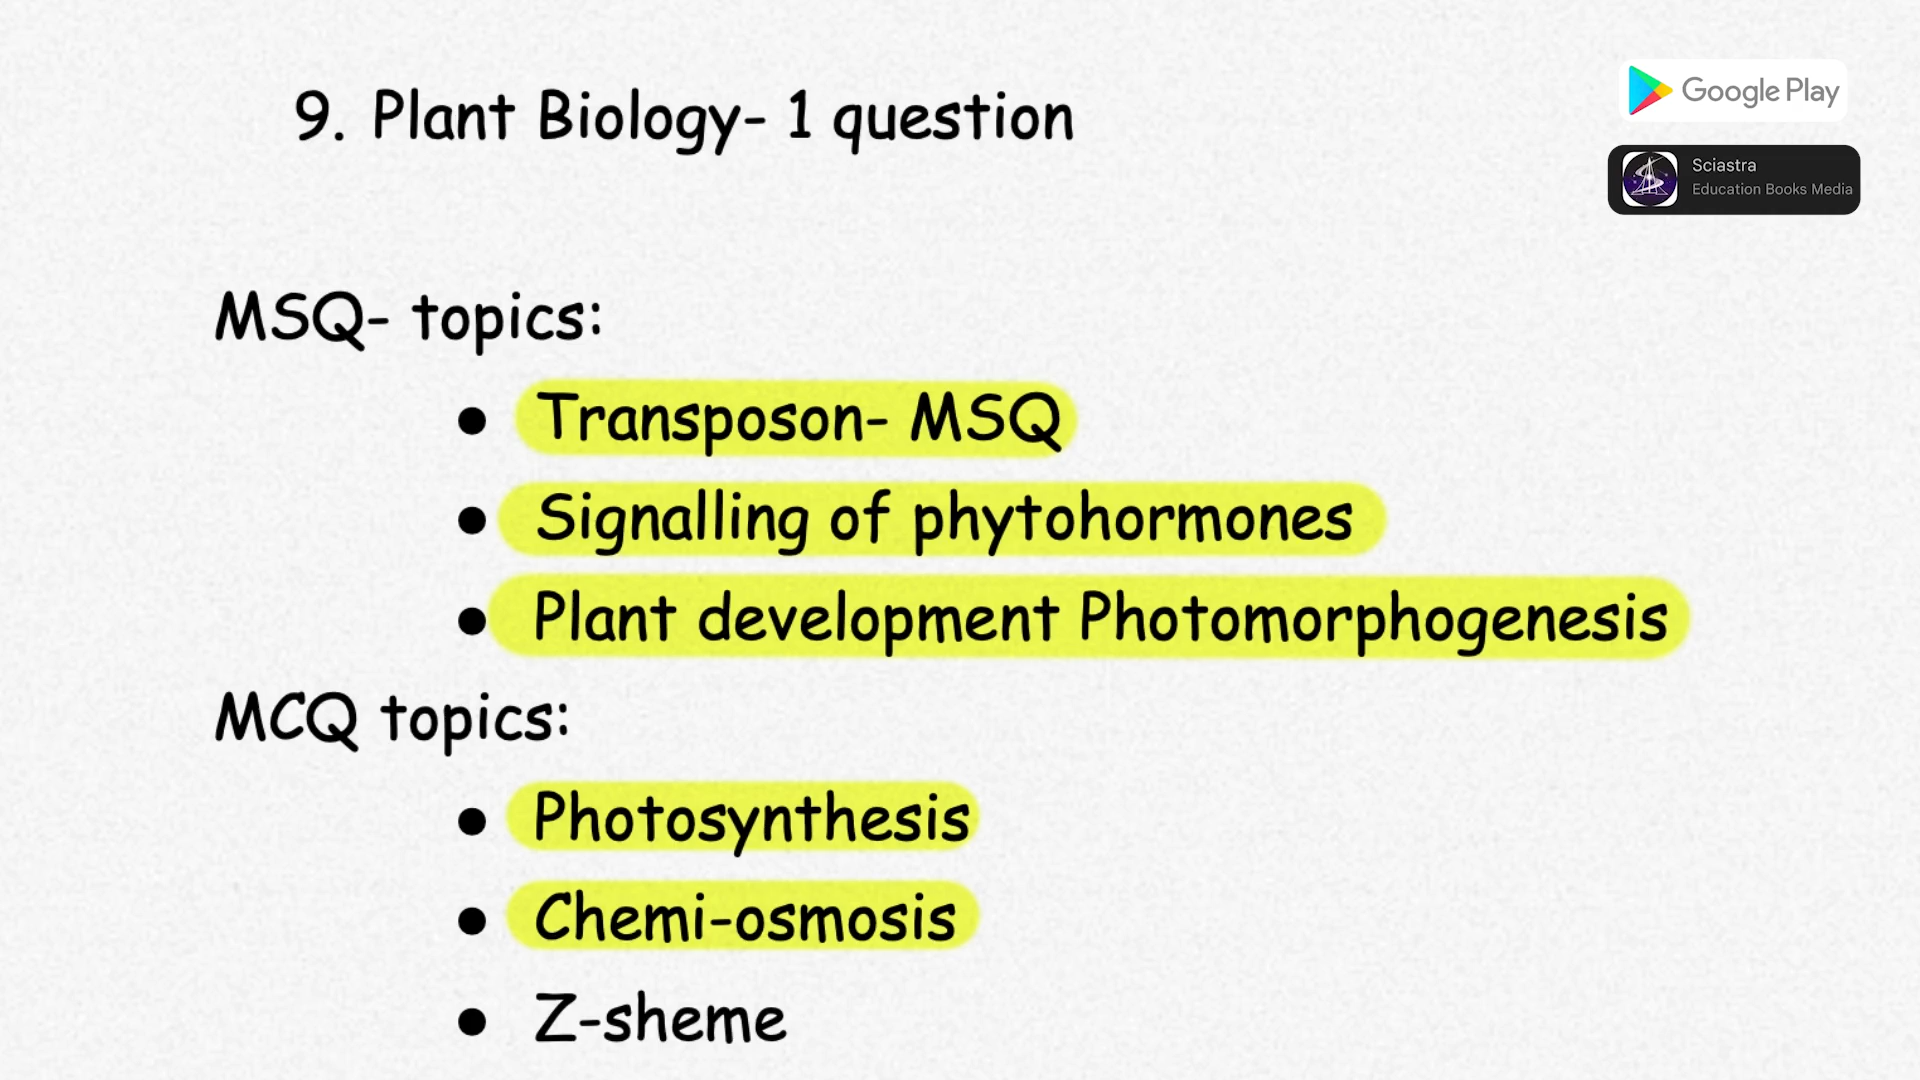 9. Plant Biology- 1 question
Google Play
Sciastra
Education Books Media
MSQ- topics:
● Transposon- MSQ
● Signalling of phytohormones
● Plant development Photomorphogenesis
MCQ topics:
● Photosynthesis
● Chemi-osmosis
● Z-sheme